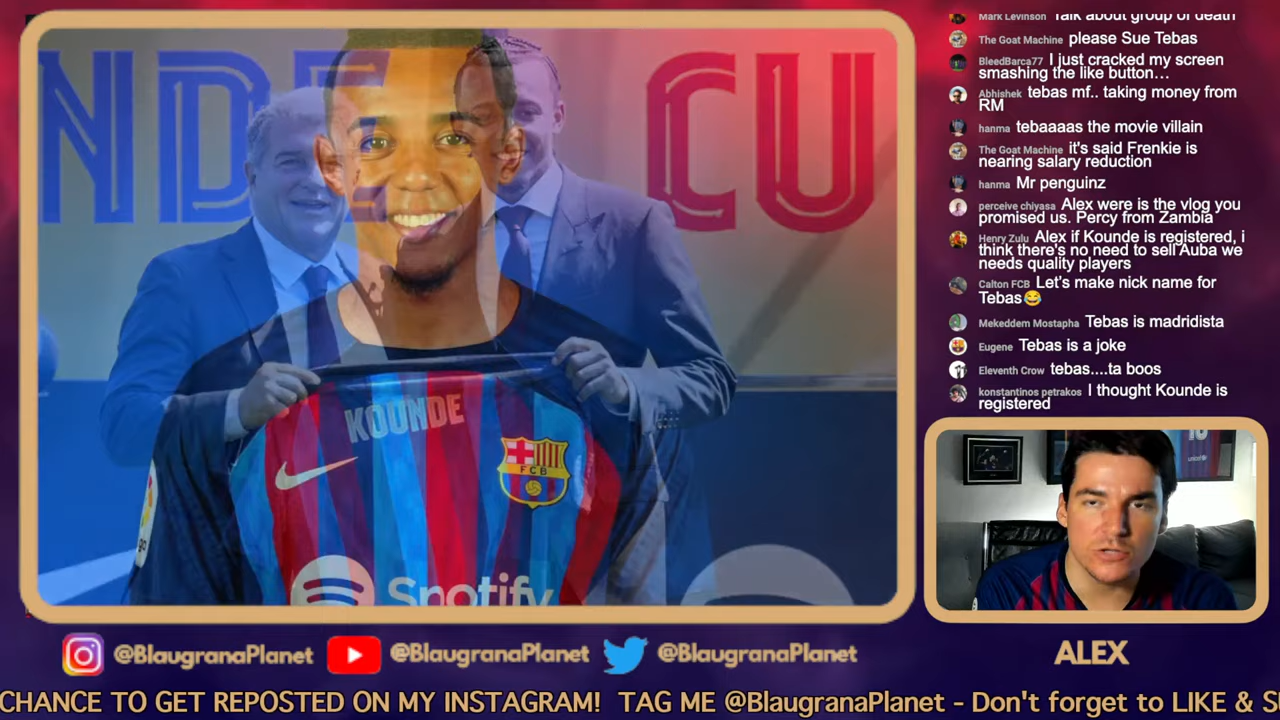 NDE CU
KOUNDE
FCB
Spotify
Mark Levinson Talk about group of death
The Goat Machine please Sue Tebas
BleedBarca77 I just cracked my screen
smashing the like button…
Abhishek tebas mf.. taking money from
RM
hanma tebaaaas the movie villain
The Goat Machine it's said Frenkie is
nearing salary reduction
hanma Mr penguinz
perceive chiyasa Alex were is the vlog you
promised us. Percy from Zambia
Henry Zulu Alex if Kounde is registered, i
think there's no need to sell Auba we
needs quality players
Calton FCB Let's make nick name for
Tebas😂
Mekeddem Mostapha Tebas is madridista
Eugene Tebas is a joke
Eleventh Crow tebas....ta boos
konstantinos petrakos I thought Kounde is
registered
10
unicef
@BlaugranaPlanet @BlaugranaPlanet @BlaugranaPlanet
ALEX
CHANCE TO GET REPOSTED ON MY INSTAGRAM! TAG ME @BlaugranaPlanet - Don't forget to LIKE &